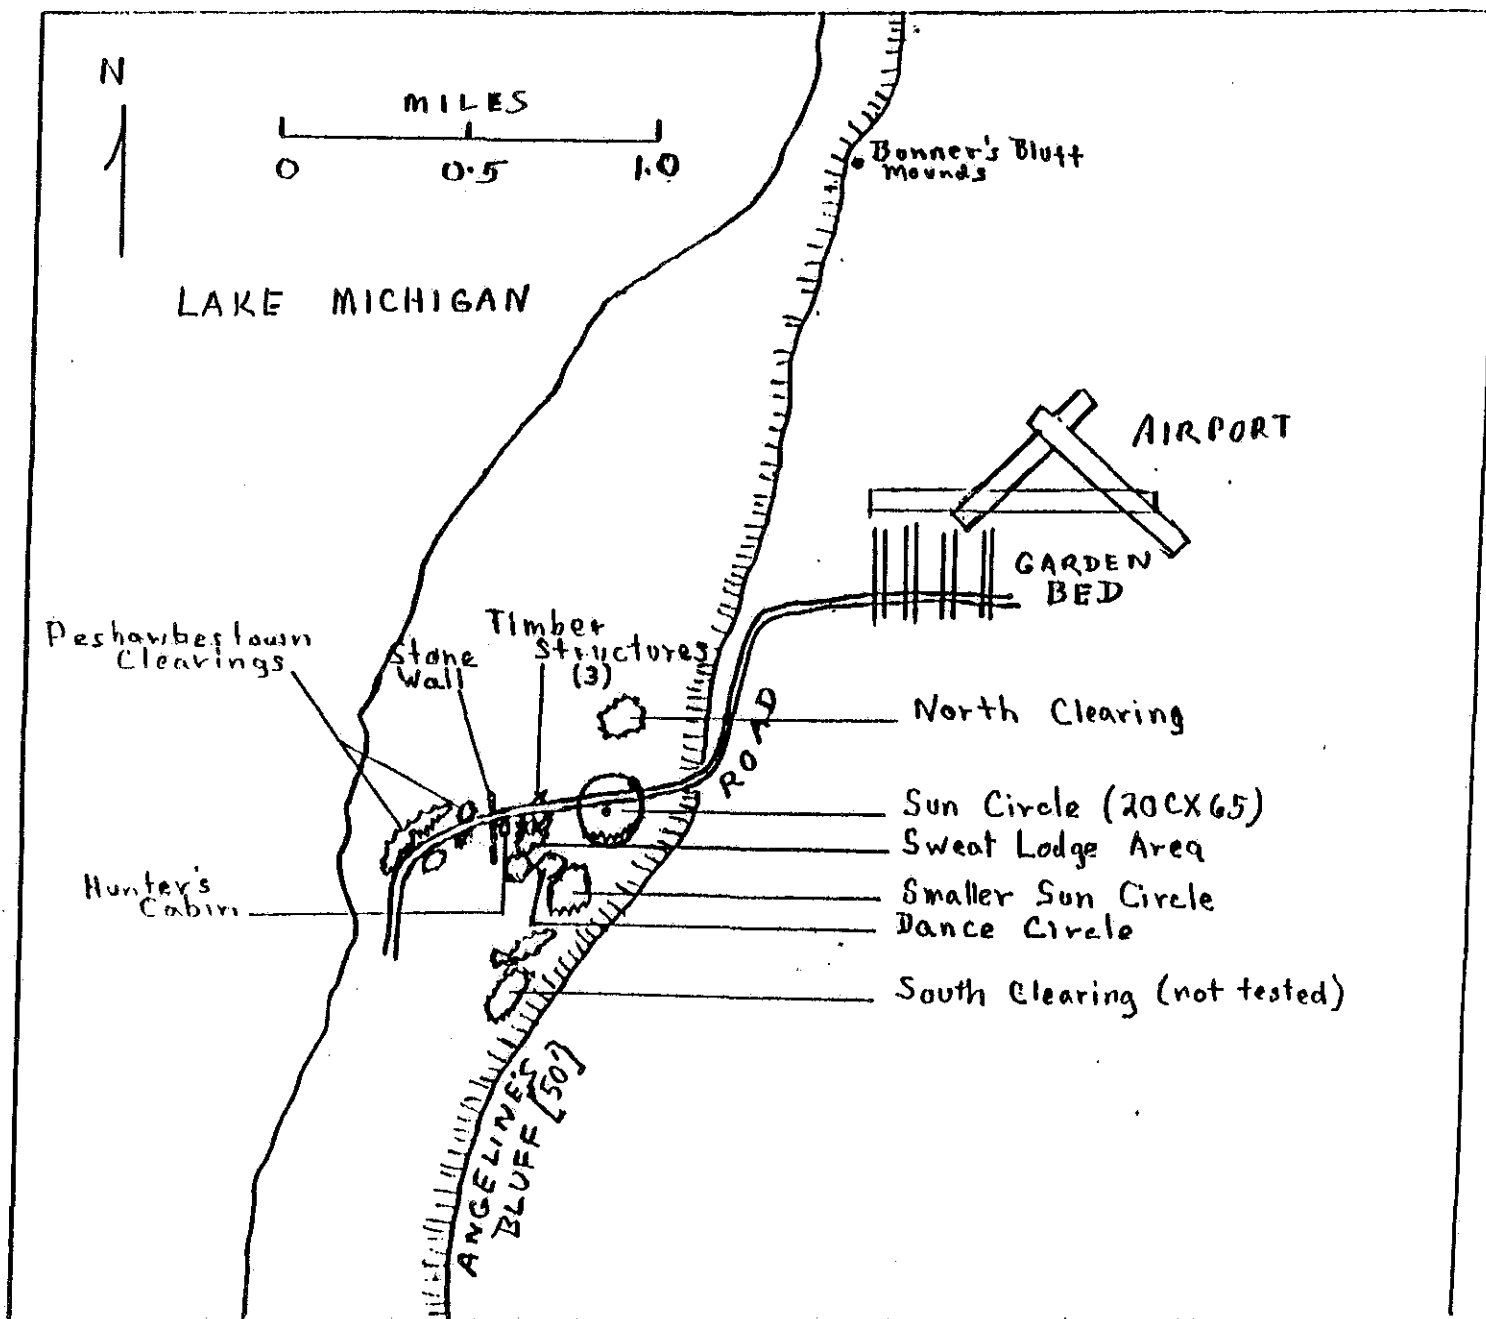 N
MILES
0 0.5 1.0
Bonner's Bluff
Mounds
LAKE MICHIGAN
AIRPORT
GARDEN
BED
Peshawbestown
Clearings
Stone
Wall
Timber
Structures
(3)
North Clearing
ROAD
Sun Circle (20CX65)
Sweat Lodge Area
Hunter's
Cabin
Smaller Sun Circle
Dance Circle
South Clearing (not tested)
ANGELINE'S
BLUFF [50']